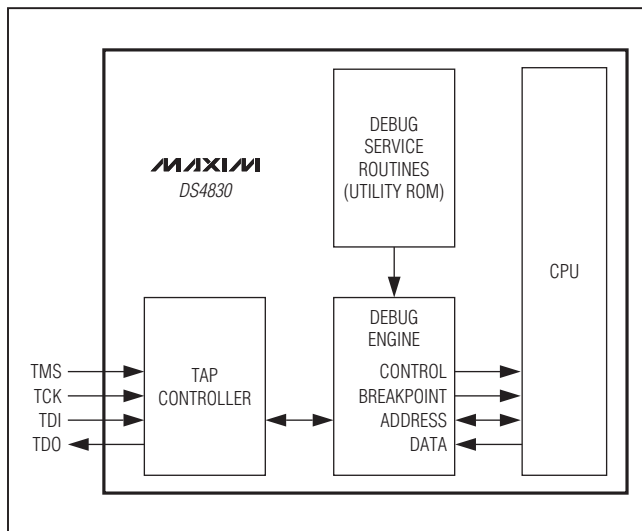 MAXIM
DS4830
DEBUG
SERVICE
ROUTINES
(UTILITY ROM)
CPU
TMS
TCK
TDI
TDO
TAP
CONTROLLER
DEBUG
ENGINE
CONTROL
BREAKPOINT
ADDRESS
DATA